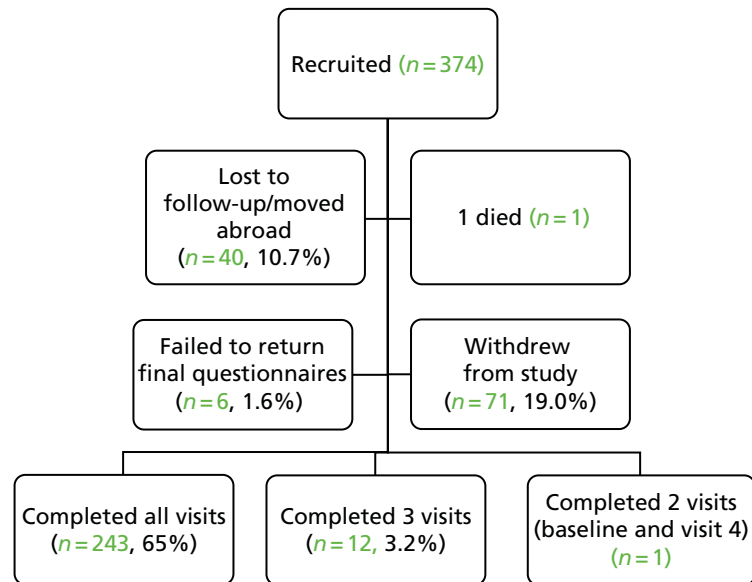 Recruited (n = 374)
Lost to
follow-up/moved
abroad
(n = 40, 10.7%)
1 died (n = 1)
Failed to return
final questionnaires
(n = 6, 1.6%)
Withdrew
from study
(n = 71, 19.0%)
Completed all visits
(n = 243, 65%)
Completed 3 visits
(n = 12, 3.2%)
Completed 2 visits
(baseline and visit 4)
(n = 1)